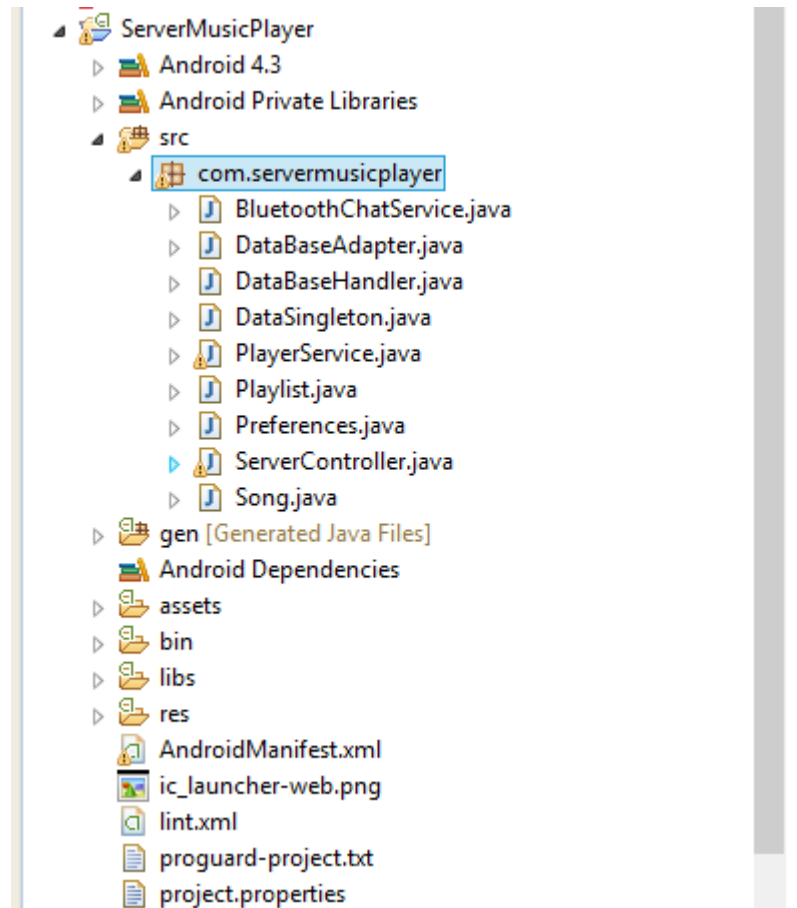 ServerMusicPlayer
Android 4.3
Android Private Libraries
src
com.servermusicplayer
BluetoothChatService.java
DataBaseAdapter.java
DataBaseHandler.java
DataSingleton.java
PlayerService.java
Playlist.java
Preferences.java
ServerController.java
Song.java
gen [Generated Java Files]
Android Dependencies
assets
bin
libs
res
AndroidManifest.xml
ic_launcher-web.png
lint.xml
proguard-project.txt
project.properties